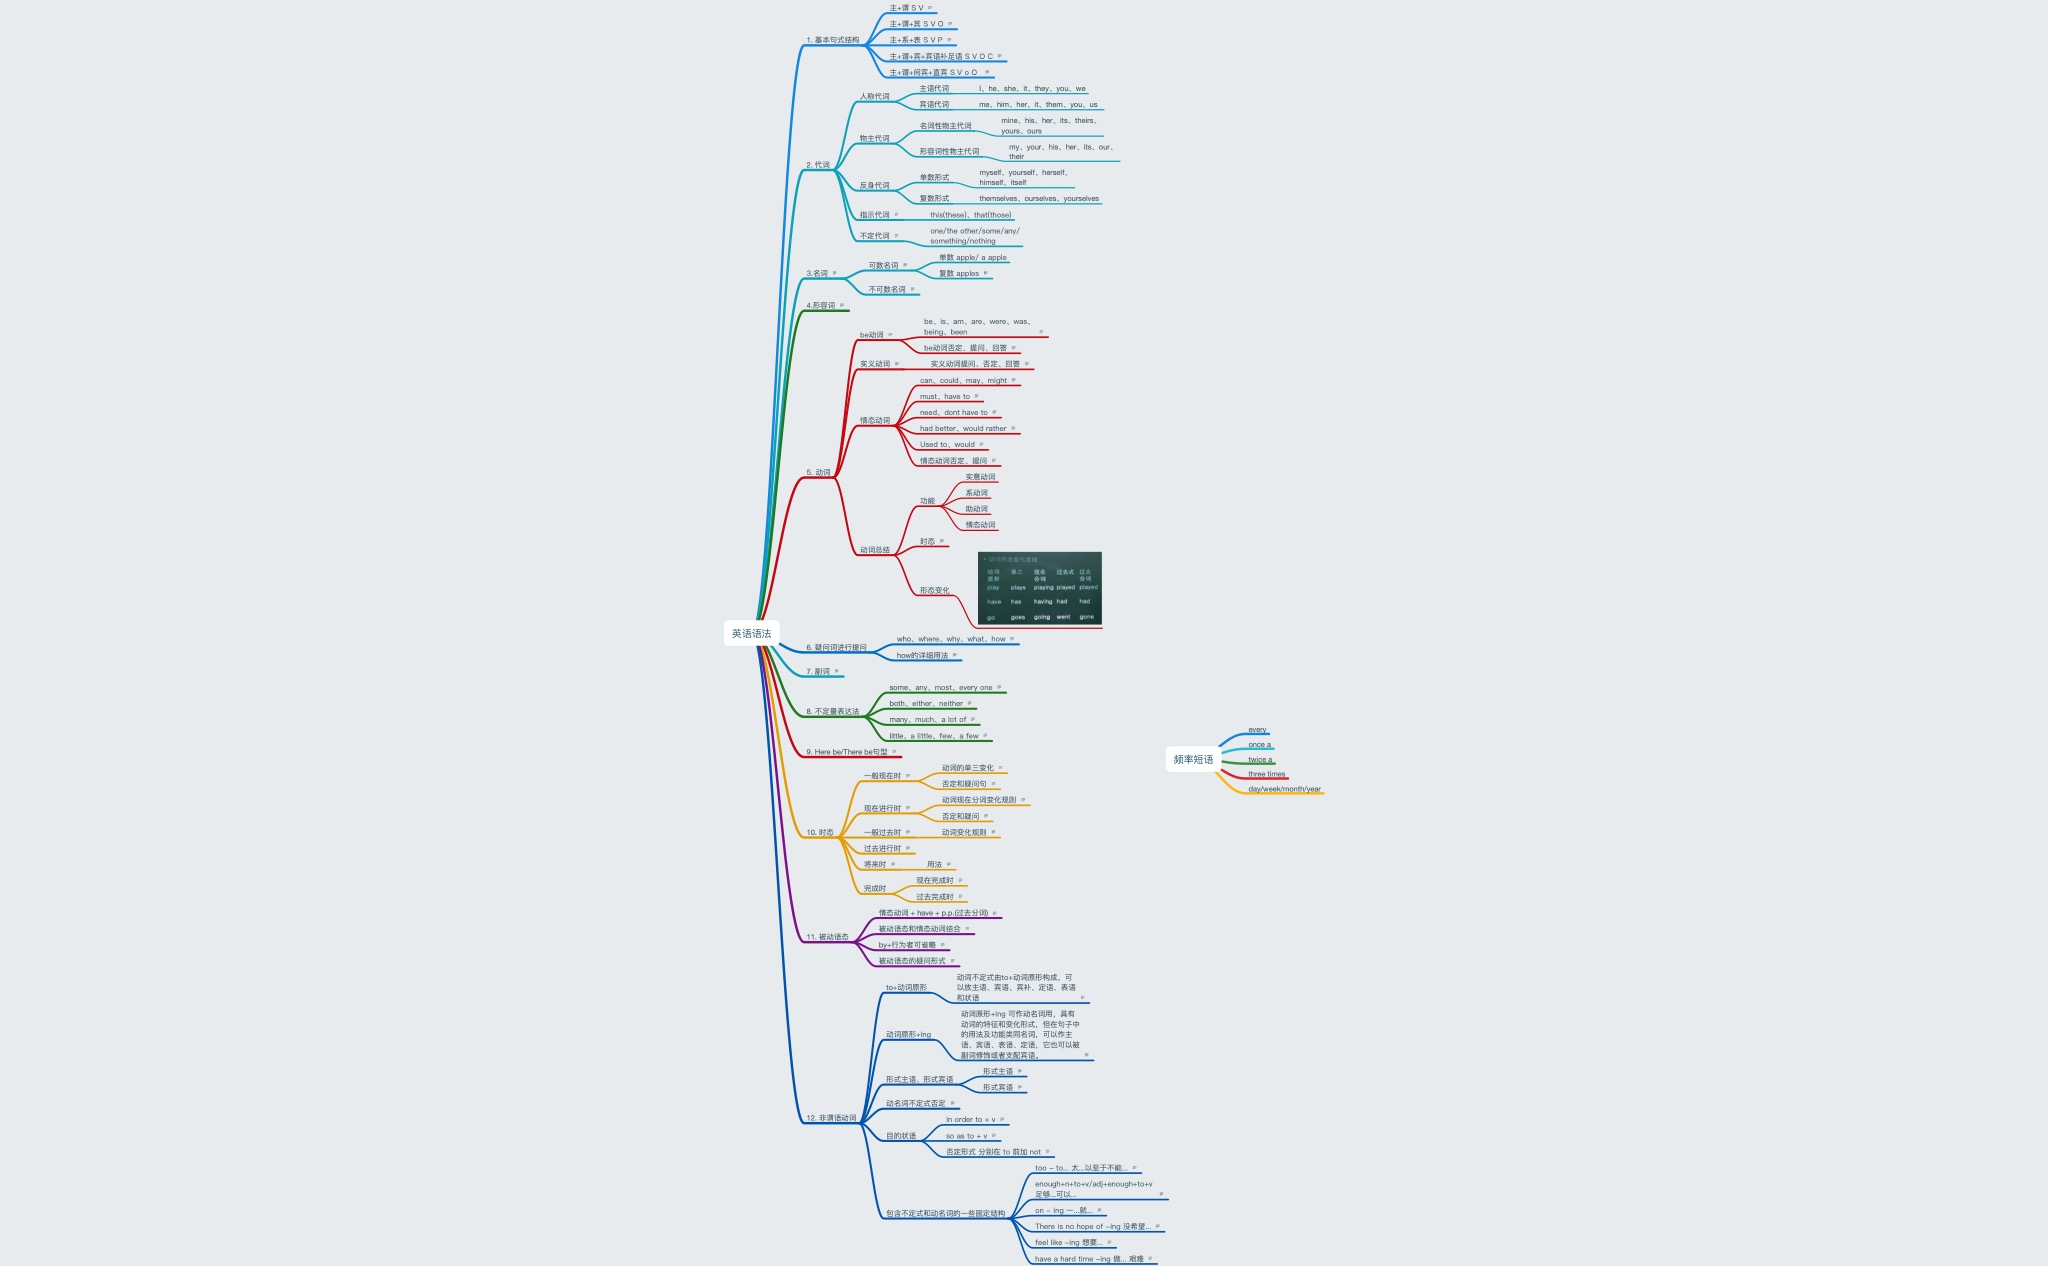 主+谓 S V
主+谓+宾 S V O
1. 基本句式结构
主+系+表 S V P
主+谓+宾+宾语补足语 S V O C
主+谓+间宾+直宾 S V o O
人称代词
主语代词
I、he、she、it、they、you、we
宾语代词
me、him、her、it、them、you、us
物主代词
名词性物主代词
mine、his、her、its、theirs、
yours、ours
形容词性物主代词
my、your、his、her、its、our、
their
2. 代词
反身代词
单数形式
myself、yourself、herself、
himself、itself
复数形式
themselves、ourselves、yourselves
指示代词
this(these)、that(those)
不定代词
one/the other/some/any/
something/nothing
3.名词
可数名词
单数 apple/ a apple
复数 apples
不可数名词
4.形容词
be动词
be、is、am、are、were、was、
being、been
be动词否定、提问、回答
实义动词
实义动词提问、否定、回答
情态动词
can、could、may、might
must、have to
need、dont have to
had better、would rather
Used to、would
情态动词否定、提问
5. 动词
动词总结
功能
实意动词
系动词
助动词
情态动词
时态
形态变化
动词 单三 现在 过去式 过去
原形 分词 分词
play plays playing played played
have has having had had
go goes going went gone
英语语法
6. 疑问词进行提问
who、where、why、what、how
how的详细用法
7. 副词
8. 不定量表达法
some、any、most、every one
both、either、neither
many、much、a lot of
little、a little、few、a few
9. Here be/There be句型
10. 时态
一般现在时
动词的单三变化
否定和疑问句
现在进行时
动词现在分词变化规则
否定和疑问
一般过去时
动词变化规则
过去进行时
将来时
用法
完成时
现在完成时
过去完成时
11. 被动语态
情态动词 + have + p.p.(过去分词)
被动语态和情态动词结合
by+行为者可省略
被动语态的疑问形式
12. 非谓语动词
to+动词原形
动词不定式由to+动词原形构成，可
以放主语、宾语、宾补、定语、表语
和状语
动词原形+ing
动词原形+ing 可作动名词用，具有
动词的特征和变化形式，但在句子中
的用法及功能类同名词，可以作主
语、宾语、表语、定语，它也可以被
副词修饰或者支配宾语。
形式主语、形式宾语
形式主语
形式宾语
动名词不定式否定
目的状语
in order to + v
so as to + v
否定形式 分别在 to 前加 not
包含不定式和动名词的一些固定结构
too - to... 太...以至于不能...
enough+n+to+v/adj+enough+to+v
足够...可以...
on - ing 一...就...
There is no hope of -ing 没希望...
feel like -ing 想要...
have a hard time -ing 做... 艰难
频率短语
every
once a
twice a
three times
day/week/month/year